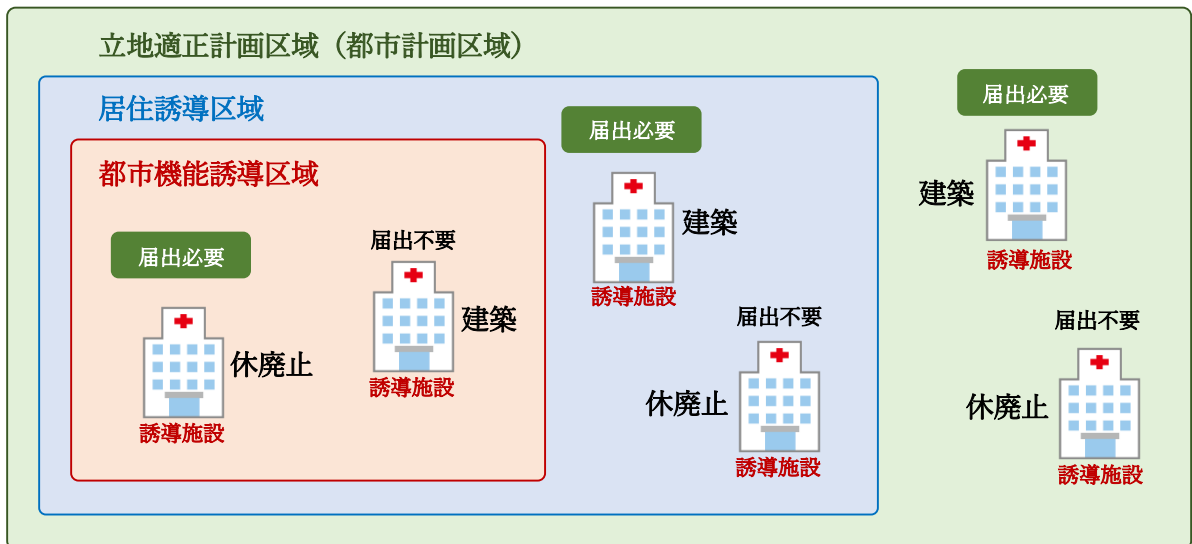 立地適正計画区域（都市計画区域）
居住誘導区域
都市機能誘導区域
届出必要
休廃止
誘導施設
届出不要
建築
誘導施設
届出必要
建築
誘導施設
届出不要
休廃止
誘導施設
届出必要
建築
誘導施設
届出不要
休廃止
誘導施設